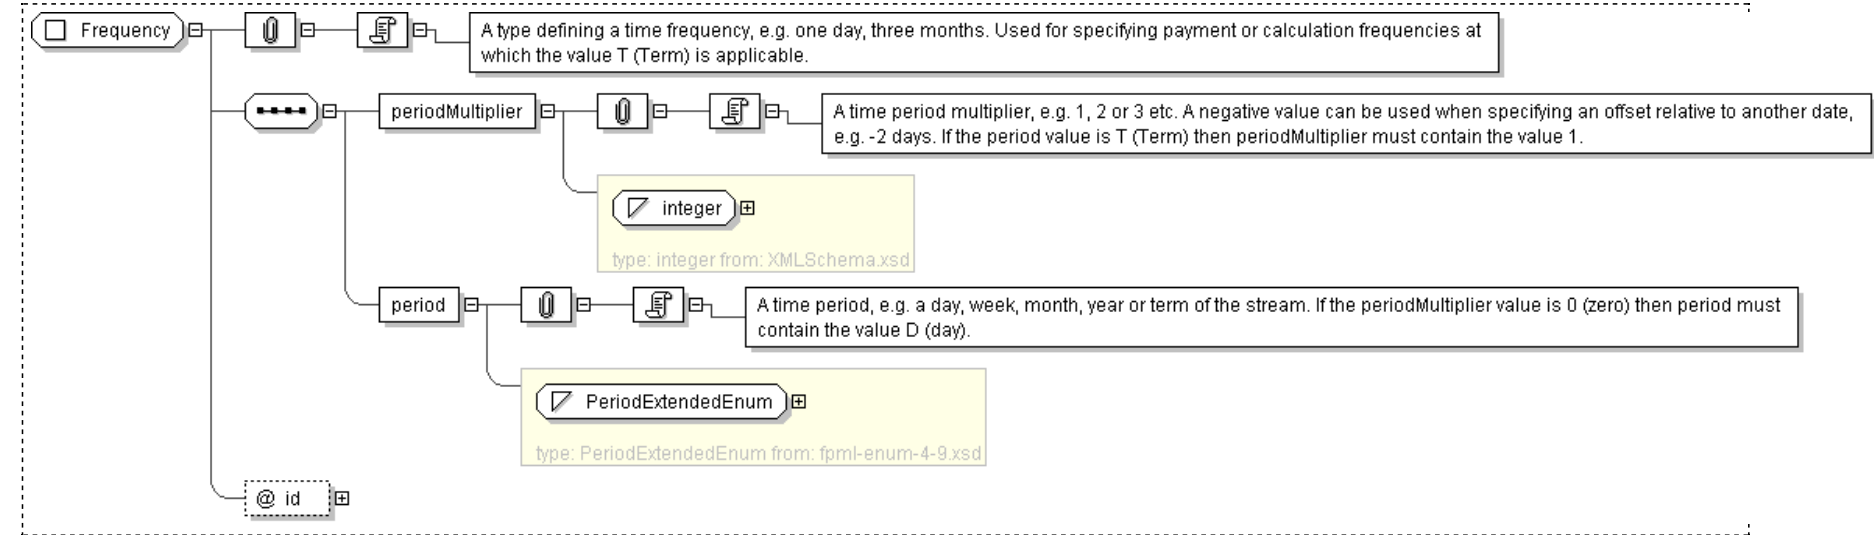 Frequency
A type defining a time frequency, e.g. one day, three months. Used for specifying payment or calculation frequencies at
which the value T (Term) is applicable.
periodMultiplier
A time period multiplier, e.g. 1, 2 or 3 etc. A negative value can be used when specifying an offset relative to another date,
e.g. -2 days. If the period value is T (Term) then periodMultiplier must contain the value 1.
integer
type: integer from: XMLSchema.xsd
period
A time period, e.g. a day, week, month, year or term of the stream. If the periodMultiplier value is 0 (zero) then period must
contain the value D (day).
PeriodExtendedEnum
type: PeriodExtendedEnum from: fpml-enum-4-9.xsd
@ id